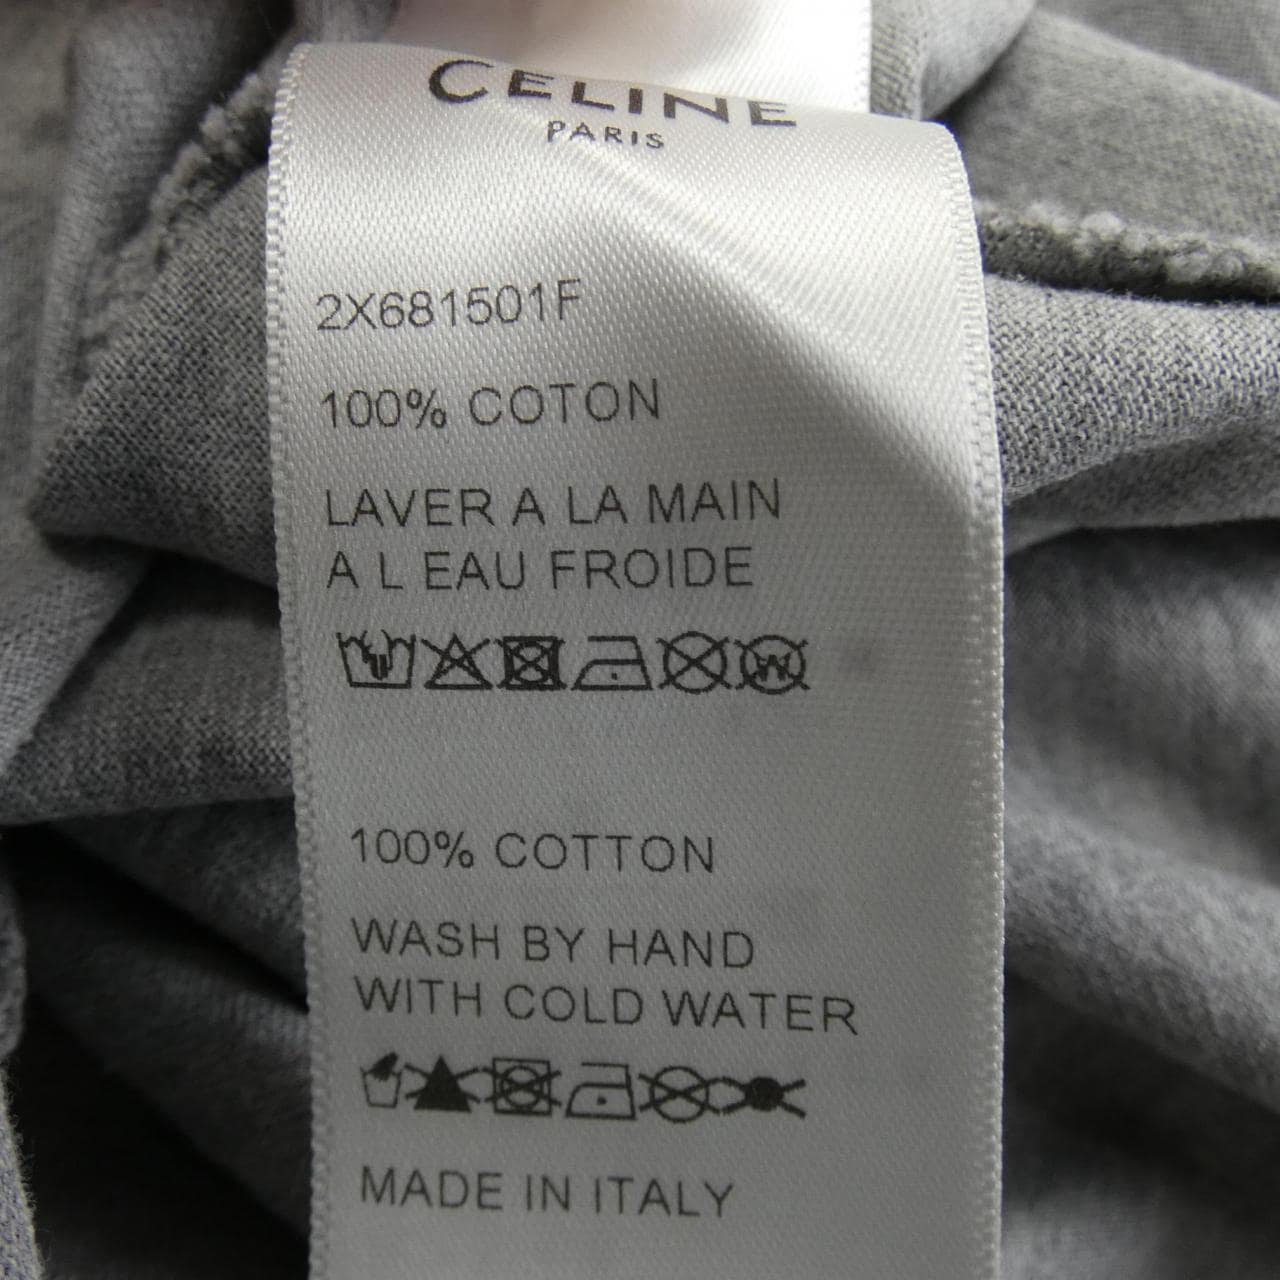 CELINE
PARIS
2X681501F
100% COTON
LAVER A LA MAIN
A L EAU FROIDE
W
100% COTTON
WASH BY HAND
WITH COLD WATER
MADE IN ITALY